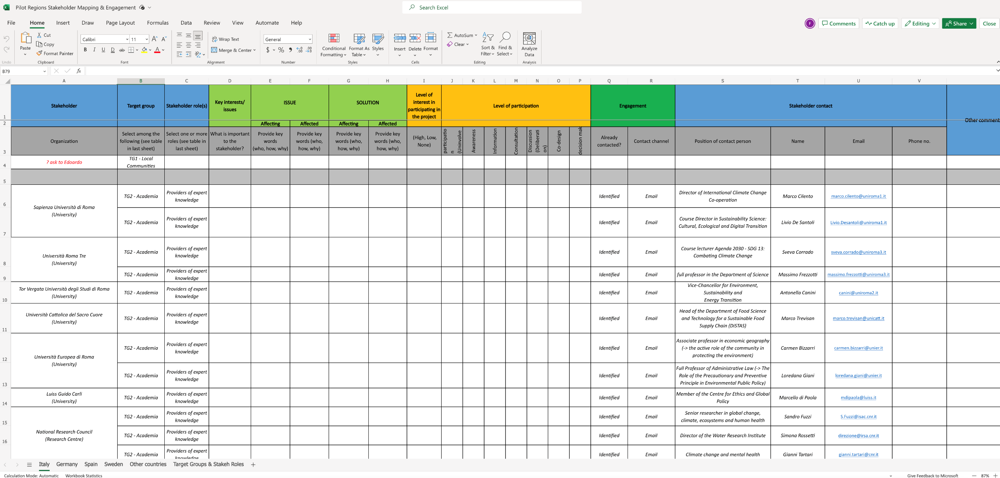 Pilot Regions Stakeholder Mapping & Engagement
Search Excel
File Home Insert Draw Page Layout Formulas Data Review View Automate Help
F Comments Catch up Editing Share Close
Paste Cut Copy Format Painter
Calibri 11
B I U D ab
Wrap Text
Merge & Center
General
$ % 9 .00
Conditional Formatting Format As Table Styles
Insert Delete Format
AutoSum
Clear
Sort & Filter Find & Select
Analyze Data
Undo Clipboard Font Alignment Number Styles Cells Editing Analysis
B79 fx
A B C D E F G H I J K L M N O P Q R S T U V
1 Stakeholder Target group Stakeholder role(s) Key interests/ issues ISSUE SOLUTION Level of interest in participating in the project Level of participation Engagement Stakeholder contact
2 Affecting Affected Affecting Affected Other comment
3 Organization
Select among the following (see table in last sheet)
Select one or more roles (see table in last sheet)
What is important to the stakeholder?
Provide key words (who, how, why)
Provide key words (who, how, why)
Provide key words (who, how, why)
Provide key words (who, how, why)
(High, Low, None)
participatio n (Uninvolve
Awareness
Information
Consultation
Discussion (Deliberati on)
Co-design
decision mak
Already contacted?
Contact channel
Position of contact person
Name
Email
Phone no.
4 ? ask to Edoardo TG1 - Local Communities
5
6 Sapienza Università di Roma (University) TG2 - Academia Providers of expert knowledge Identified Email Director of International Climate Change Co-operation Marco Cilento marco.cilento@uniroma1.it
7 TG2 - Academia Providers of expert knowledge Identified Email Course Director in Sustainability Science: Cultural, Ecological and Digital Transition Livio De Santoli Livio.Desantoli@uniroma1.it
8 Università Roma Tre (University) TG2 - Academia Providers of expert knowledge Identified Email Course lecturer Agenda 2030 - SDG 13: Combating Climate Change Sveva Corrado sveva.corrado@uniroma3.it
9 TG2 - Academia Providers of expert knowledge Identified Email full professor in the Department of Science Massimo Frezzotti massimo.frezzotti@uniroma3.it
10 Tor Vergata Università degli Studi di Roma (University) TG2 - Academia Providers of expert knowledge Identified Email Vice-Chancellor for Environment, Sustainability and Energy Transition Antonella Canini canini@uniroma2.it
11 Università Cattolica del Sacro Cuore (University) TG2 - Academia Providers of expert knowledge Identified Email Head of the Department of Food Science and Technology for a Sustainable Food Supply Chain (DiSTAS) Marco Trevisan marco.trevisan@unicatt.it
12 Università Europea di Roma (University) TG2 - Academia Providers of expert knowledge Identified Email Associate professor in economic geography (-> the active role of the community in protecting the environment) Carmen Bizzarri carmen.bizzarri@unier.it
13 TG2 - Academia Providers of expert knowledge Identified Email Full Professor of Administrative Law (-> The Role of the Precautionary and Preventive Principle in Environmental Public Policy) Loredana Giani loredana.giani@unier.it
14 Luiss Guido Carli (University) TG2 - Academia Providers of expert knowledge Identified Email Member of the Centre for Ethics and Global Policy Marcello di Paola mdipaola@luiss.it
15 National Research Council (Research Centre) TG2 - Academia Providers of expert knowledge Identified Email Senior researcher in global change, climate, ecosystems and human health Sandro Fuzzi S.Fuzzi@isac.cnr.it
16 TG2 - Academia Providers of expert knowledge Identified Email Director of the Water Research Institute Simona Rossetti direzione@irsa.cnr.it
TG2 - Academia Providers of expert knowledge Identified Email Climate change and mental health Gianni Tartari gianni.tartari@cnr.it
Italy Germany Spain Sweden Other countries Target Groups & Stakeh Roles +
Calculation Mode: Automatic Workbook Statistics Give Feedback to Microsoft 87%